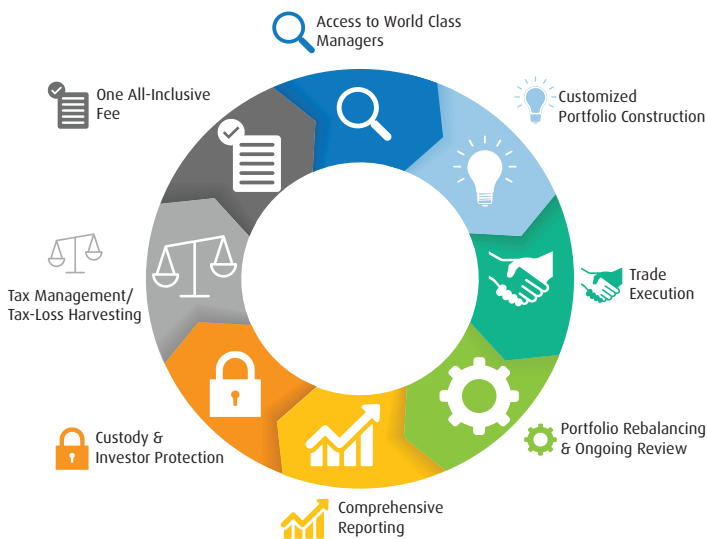 Access to World Class
Managers
Customized
Portfolio Construction
Trade
Execution
Portfolio Rebalancing
& Ongoing Review
Comprehensive
Reporting
Custody &
Investor Protection
Tax Management/
Tax-Loss Harvesting
One All-Inclusive
Fee